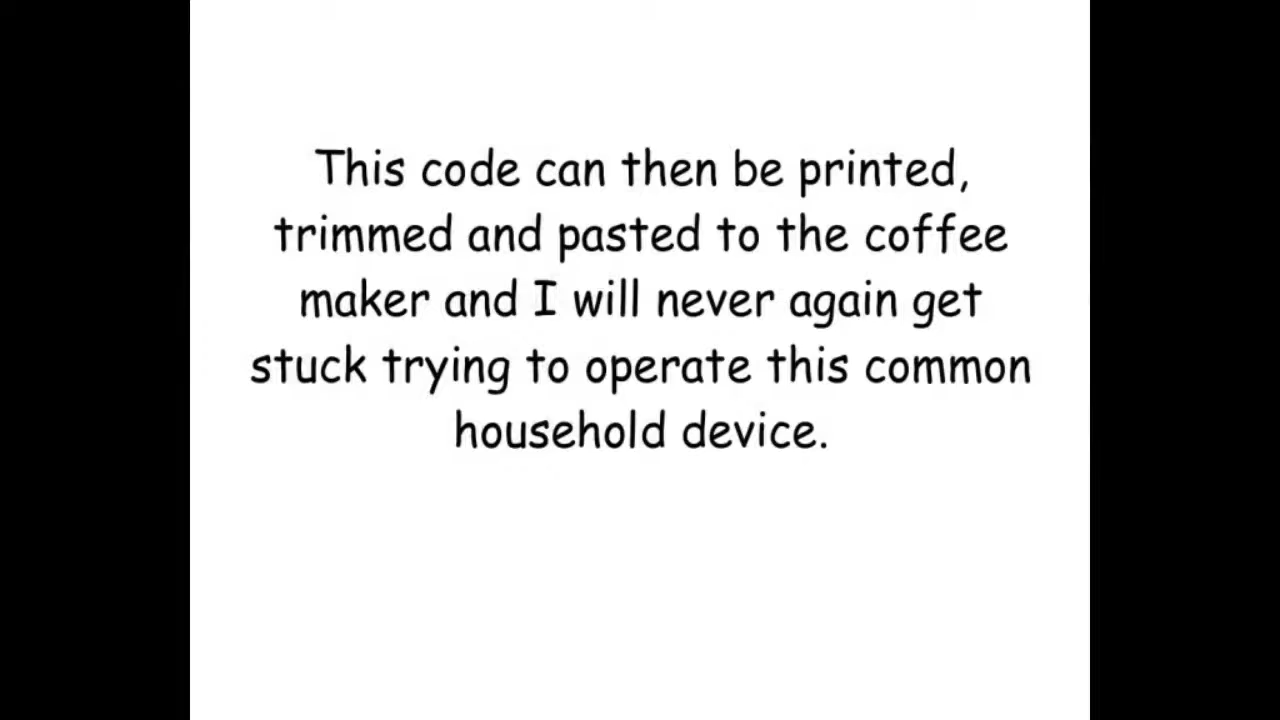 This code can then be printed,
trimmed and pasted to the coffee
maker and I will never again get
stuck trying to operate this common
household device.